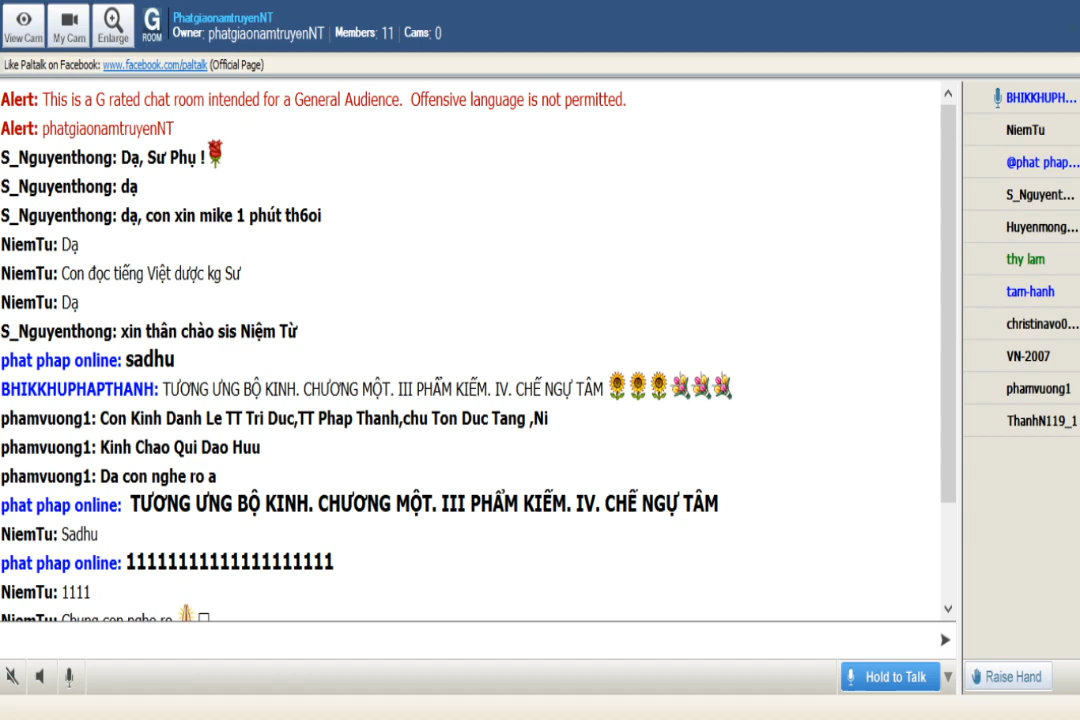 View Cam
My Cam
Enlarge
G
ROOM
PhatgiaonamtruyenNT
Owner: phatgiaonamtruyenNT | Members: 11 | Cams: 0
Like Paltalk on Facebook: www.facebook.com/paltalk (Official Page)
Alert: This is a G rated chat room intended for a General Audience. Offensive language is not permitted.
Alert: phatgiaonamtruyenNT
S_Nguyenthong: Dạ, Sư Phụ !
S_Nguyenthong: dạ
S_Nguyenthong: dạ, con xin mike 1 phút th6oi
NiemTu: Dạ
NiemTu: Con đọc tiếng Việt dược kg Sư
NiemTu: Dạ
S_Nguyenthong: xin thân chào sis Niệm Từ
phat phap online: sadhu
BHIKKHUPHAPTHANH: TƯƠNG ƯNG BỘ KINH. CHƯƠNG MỘT. III PHẨM KIẾM. IV. CHẾ NGỰ TÂM
phamvuong1: Con Kinh Danh Le TT Tri Duc,TT Phap Thanh,chu Ton Duc Tang ,Ni
phamvuong1: Kinh Chao Qui Dao Huu
phamvuong1: Da con nghe ro a
phat phap online: TƯƠNG ƯNG BỘ KINH. CHƯƠNG MỘT. III PHẨM KIẾM. IV. CHẾ NGỰ TÂM
NiemTu: Sadhu
phat phap online: 11111111111111111111
NiemTu: 1111
NiemTu: Chung con nghe ro
BHIKKHUPH...
NiemTu
@phat phap...
S_Nguyent...
Huyenmong...
thy lam
tam-hanh
christinavo0...
VN-2007
phamvuong1
ThanhN119_1
Hold to Talk
Raise Hand